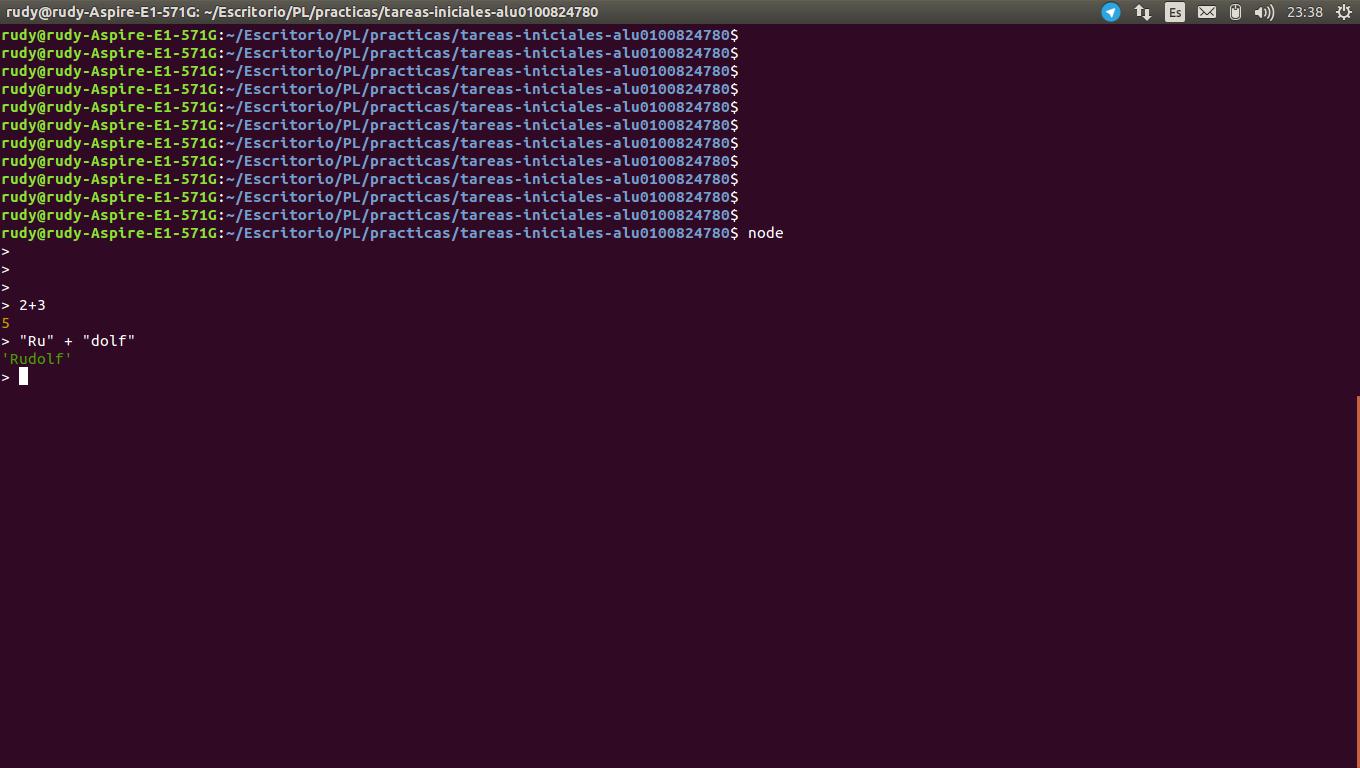 rudy@rudy-Aspire-E1-571G: ~/Escritorio/PL/practicas/tareas-iniciales-alu0100824780 Es 23:38
rudy@rudy-Aspire-E1-571G:~/Escritorio/PL/practicas/tareas-iniciales-alu0100824780$
rudy@rudy-Aspire-E1-571G:~/Escritorio/PL/practicas/tareas-iniciales-alu0100824780$
rudy@rudy-Aspire-E1-571G:~/Escritorio/PL/practicas/tareas-iniciales-alu0100824780$
rudy@rudy-Aspire-E1-571G:~/Escritorio/PL/practicas/tareas-iniciales-alu0100824780$
rudy@rudy-Aspire-E1-571G:~/Escritorio/PL/practicas/tareas-iniciales-alu0100824780$
rudy@rudy-Aspire-E1-571G:~/Escritorio/PL/practicas/tareas-iniciales-alu0100824780$
rudy@rudy-Aspire-E1-571G:~/Escritorio/PL/practicas/tareas-iniciales-alu0100824780$
rudy@rudy-Aspire-E1-571G:~/Escritorio/PL/practicas/tareas-iniciales-alu0100824780$
rudy@rudy-Aspire-E1-571G:~/Escritorio/PL/practicas/tareas-iniciales-alu0100824780$
rudy@rudy-Aspire-E1-571G:~/Escritorio/PL/practicas/tareas-iniciales-alu0100824780$
rudy@rudy-Aspire-E1-571G:~/Escritorio/PL/practicas/tareas-iniciales-alu0100824780$
rudy@rudy-Aspire-E1-571G:~/Escritorio/PL/practicas/tareas-iniciales-alu0100824780$ node
>
>
>
> 2+3
5
> "Ru" + "dolf"
'Rudolf'
>